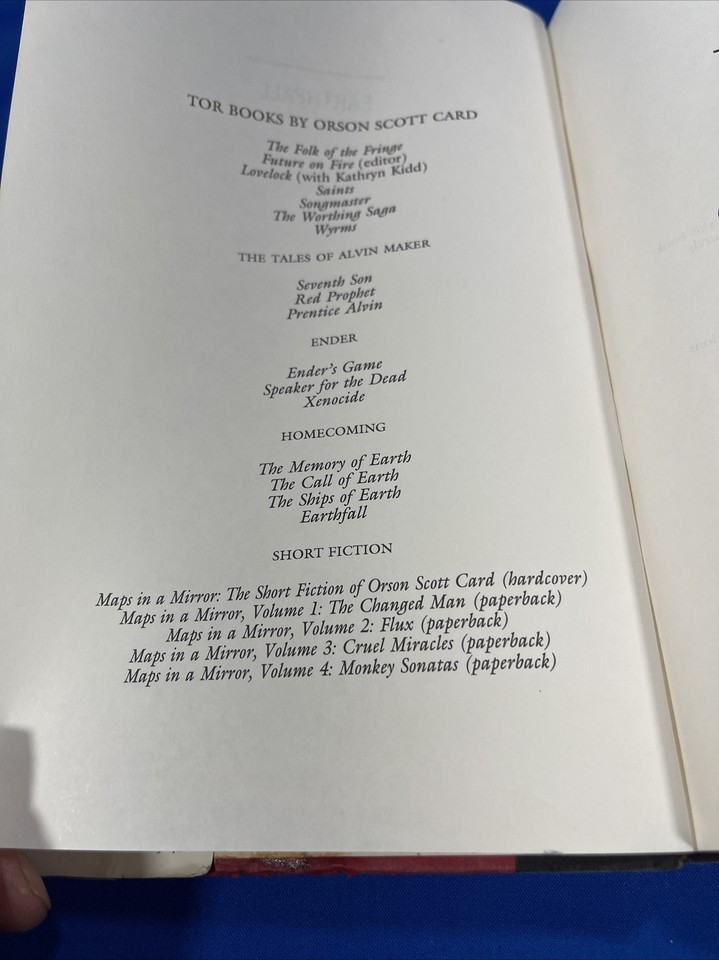 TOR BOOKS BY ORSON SCOTT CARD
The Folk of the Fringe
Future on Fire (editor)
Lovelock (with Kathryn Kidd)
Saints
Songmaster
The Worthing Saga
Wyrms
THE TALES OF ALVIN MAKER
Seventh Son
Red Prophet
Prentice Alvin
ENDER
Ender's Game
Speaker for the Dead
Xenocide
HOMECOMING
The Memory of Earth
The Call of Earth
The Ships of Earth
Earthfall
SHORT FICTION
Maps in a Mirror: The Short Fiction of Orson Scott Card (hardcover)
Maps in a Mirror, Volume 1: The Changed Man (paperback)
Maps in a Mirror, Volume 2: Flux (paperback)
Maps in a Mirror, Volume 3: Cruel Miracles (paperback)
Maps in a Mirror, Volume 4: Monkey Sonatas (paperback)